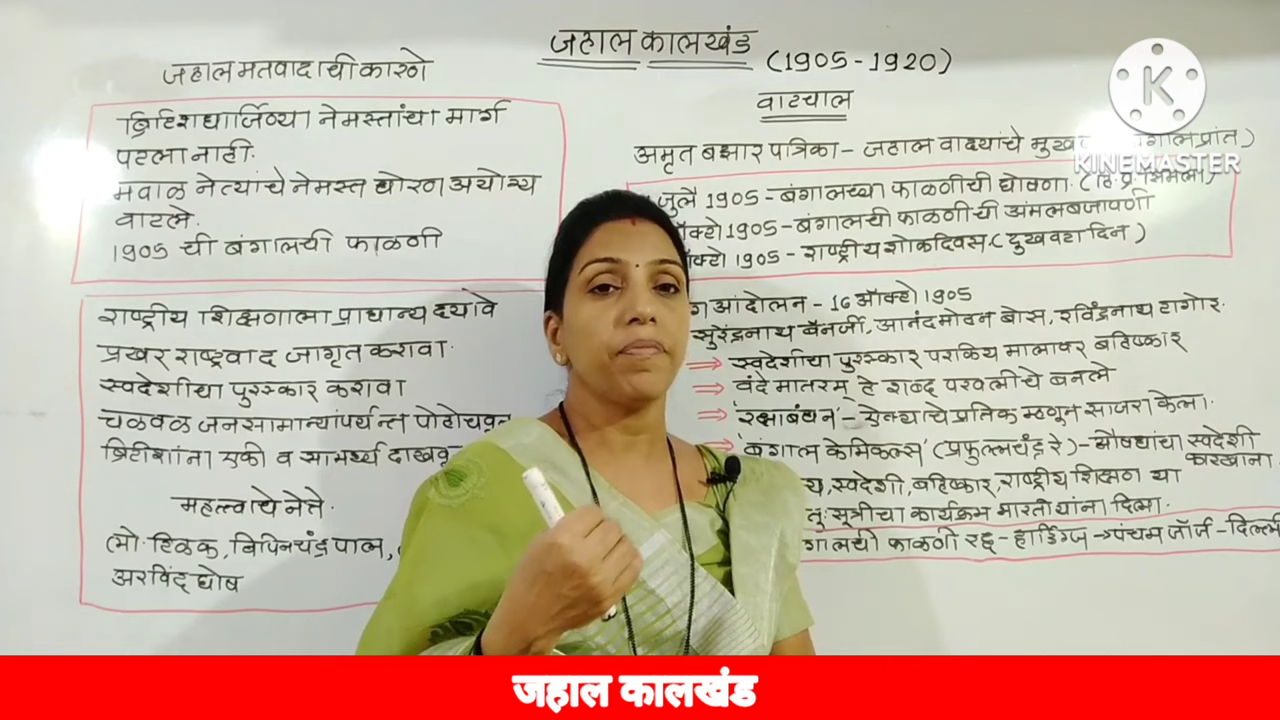 जहाल कालखंड (1905-1920)
जहाल मतवादाची कारणे
ब्रिटिशधार्जिण्या नेमस्तांचा मार्ग
पटला नाही.
मवाळ नेत्यांचे नेमस्त धोरण अयोग्य
वाटले.
1905 ची बंगालची फाळणी
राष्ट्रीय शिक्षणाला प्राधान्य द्यावे
प्रखर राष्ट्रवाद जागृत करावा.
स्वदेशीचा पुरस्कार करावा
चळवळ जनसामान्यांपर्यन्त
ब्रिटीशांना एकी व सामर्थ्य
महत्त्वाचे नेते.
लो. टिळक, बिपिनचंद्र पाल,
अरविंद घोष
वाटचाल
अमृत बझार पत्रिका - जहाल वाद्यांचे प्रांत)
जुलै 1905 - बंगालच्या फाळणीची घोषणा.
1905 - बंगालची फाळणीची अंमलबजावणी
1905 - राष्ट्रीय शोकदिवस. (दुखवटा दिन)
आंदोलन - 16 ऑक्टो 1905
सुरेंद्रनाथ बॅनर्जी, आनंदमोहन बोस, रविंद्रनाथ टागोर.
⇒ स्वदेशीचा पुरस्कार परकिय मालावर बहिष्कार
⇒ वंदे मातरम् हे शब्द परवलीचे बनले
⇒ 'रक्षाबंधन' - ऐक्याचे प्रतिक म्हणून साजरा केला.
⇒ 'बंगाल केमिकल्स' (प्रफुल्लचंद्र रे) - औषधांचा स्वदेशी
कारखाना
स्वदेशी, बहिष्कार, राष्ट्रीय शिक्षण या
सूत्रीचा कार्यक्रम भारतीयांना दिला.
फाळणी रद्द - हार्डिंग्ज → पंचम जॉर्ज - दिल्ली
K
KINEMASTER
जहाल कालखंड